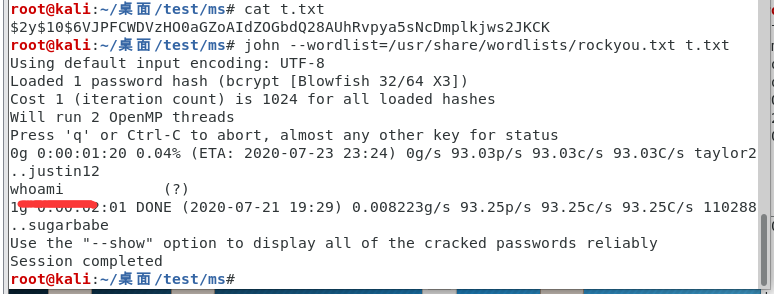 root@kali:~/桌面/test/ms# cat t.txt
$2y$10$6VJPFCWDVzHO0aGZoAIdZOGbdQ28AUhRvpya5sNcDmplkjws2JKCK
root@kali:~/桌面/test/ms# john --wordlist=/usr/share/wordlists/rockyou.txt t.txt
Using default input encoding: UTF-8
Loaded 1 password hash (bcrypt [Blowfish 32/64 X3])
Cost 1 (iteration count) is 1024 for all loaded hashes
Will run 2 OpenMP threads
Press 'q' or Ctrl-C to abort, almost any other key for status
0g 0:00:01:20 0.04% (ETA: 2020-07-23 23:24) 0g/s 93.03p/s 93.03c/s 93.03C/s taylor2
..justin12
whoami (?)
1g 0:00:02:01 DONE (2020-07-21 19:29) 0.008223g/s 93.25p/s 93.25c/s 93.25C/s 110288
..sugarbabe
Use the "--show" option to display all of the cracked passwords reliably
Session completed
root@kali:~/桌面/test/ms#